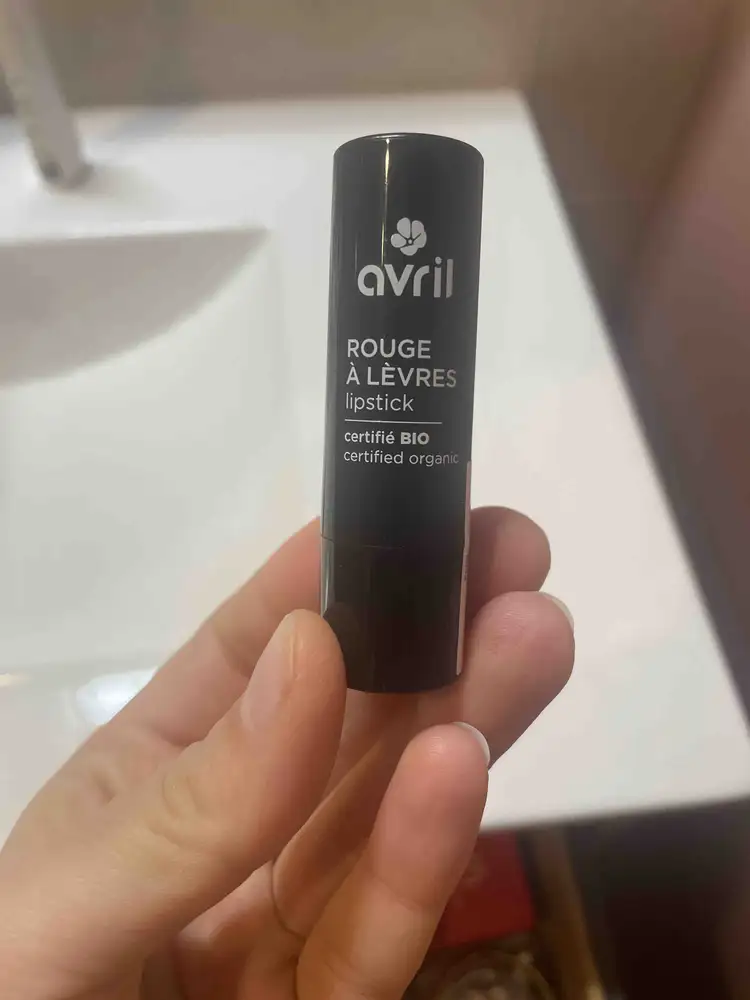 avril
ROUGE
À LÈVRES
lipstick
certifié BIO
certified organic